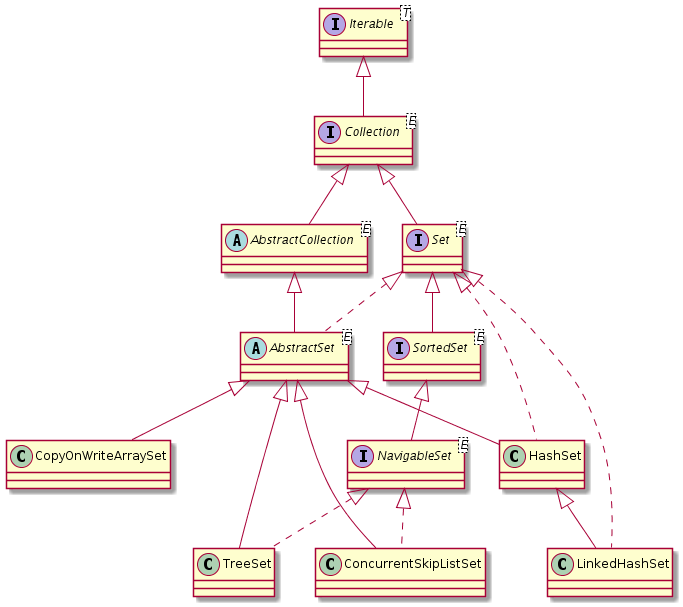 I Iterable T
I Collection E
A AbstractCollection E
I Set E
A AbstractSet E
I SortedSet E
C CopyOnWriteArraySet
I NavigableSet E
C HashSet
C TreeSet
C ConcurrentSkipListSet
C LinkedHashSet